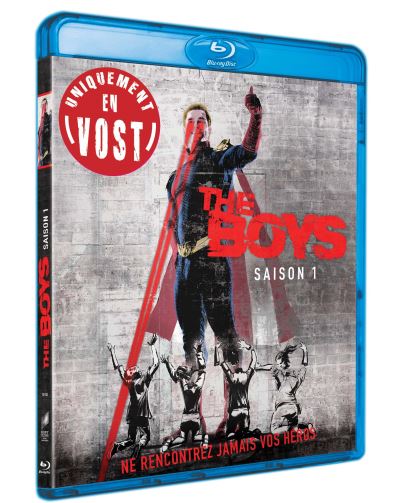 Blu-ray Disc
UNIQUEMENT
EN
VOST
THE
BOYS
SAISON 1
NE RENCONTREZ JAMAIS VOS HÉROS
THE BOYS SAISON 1